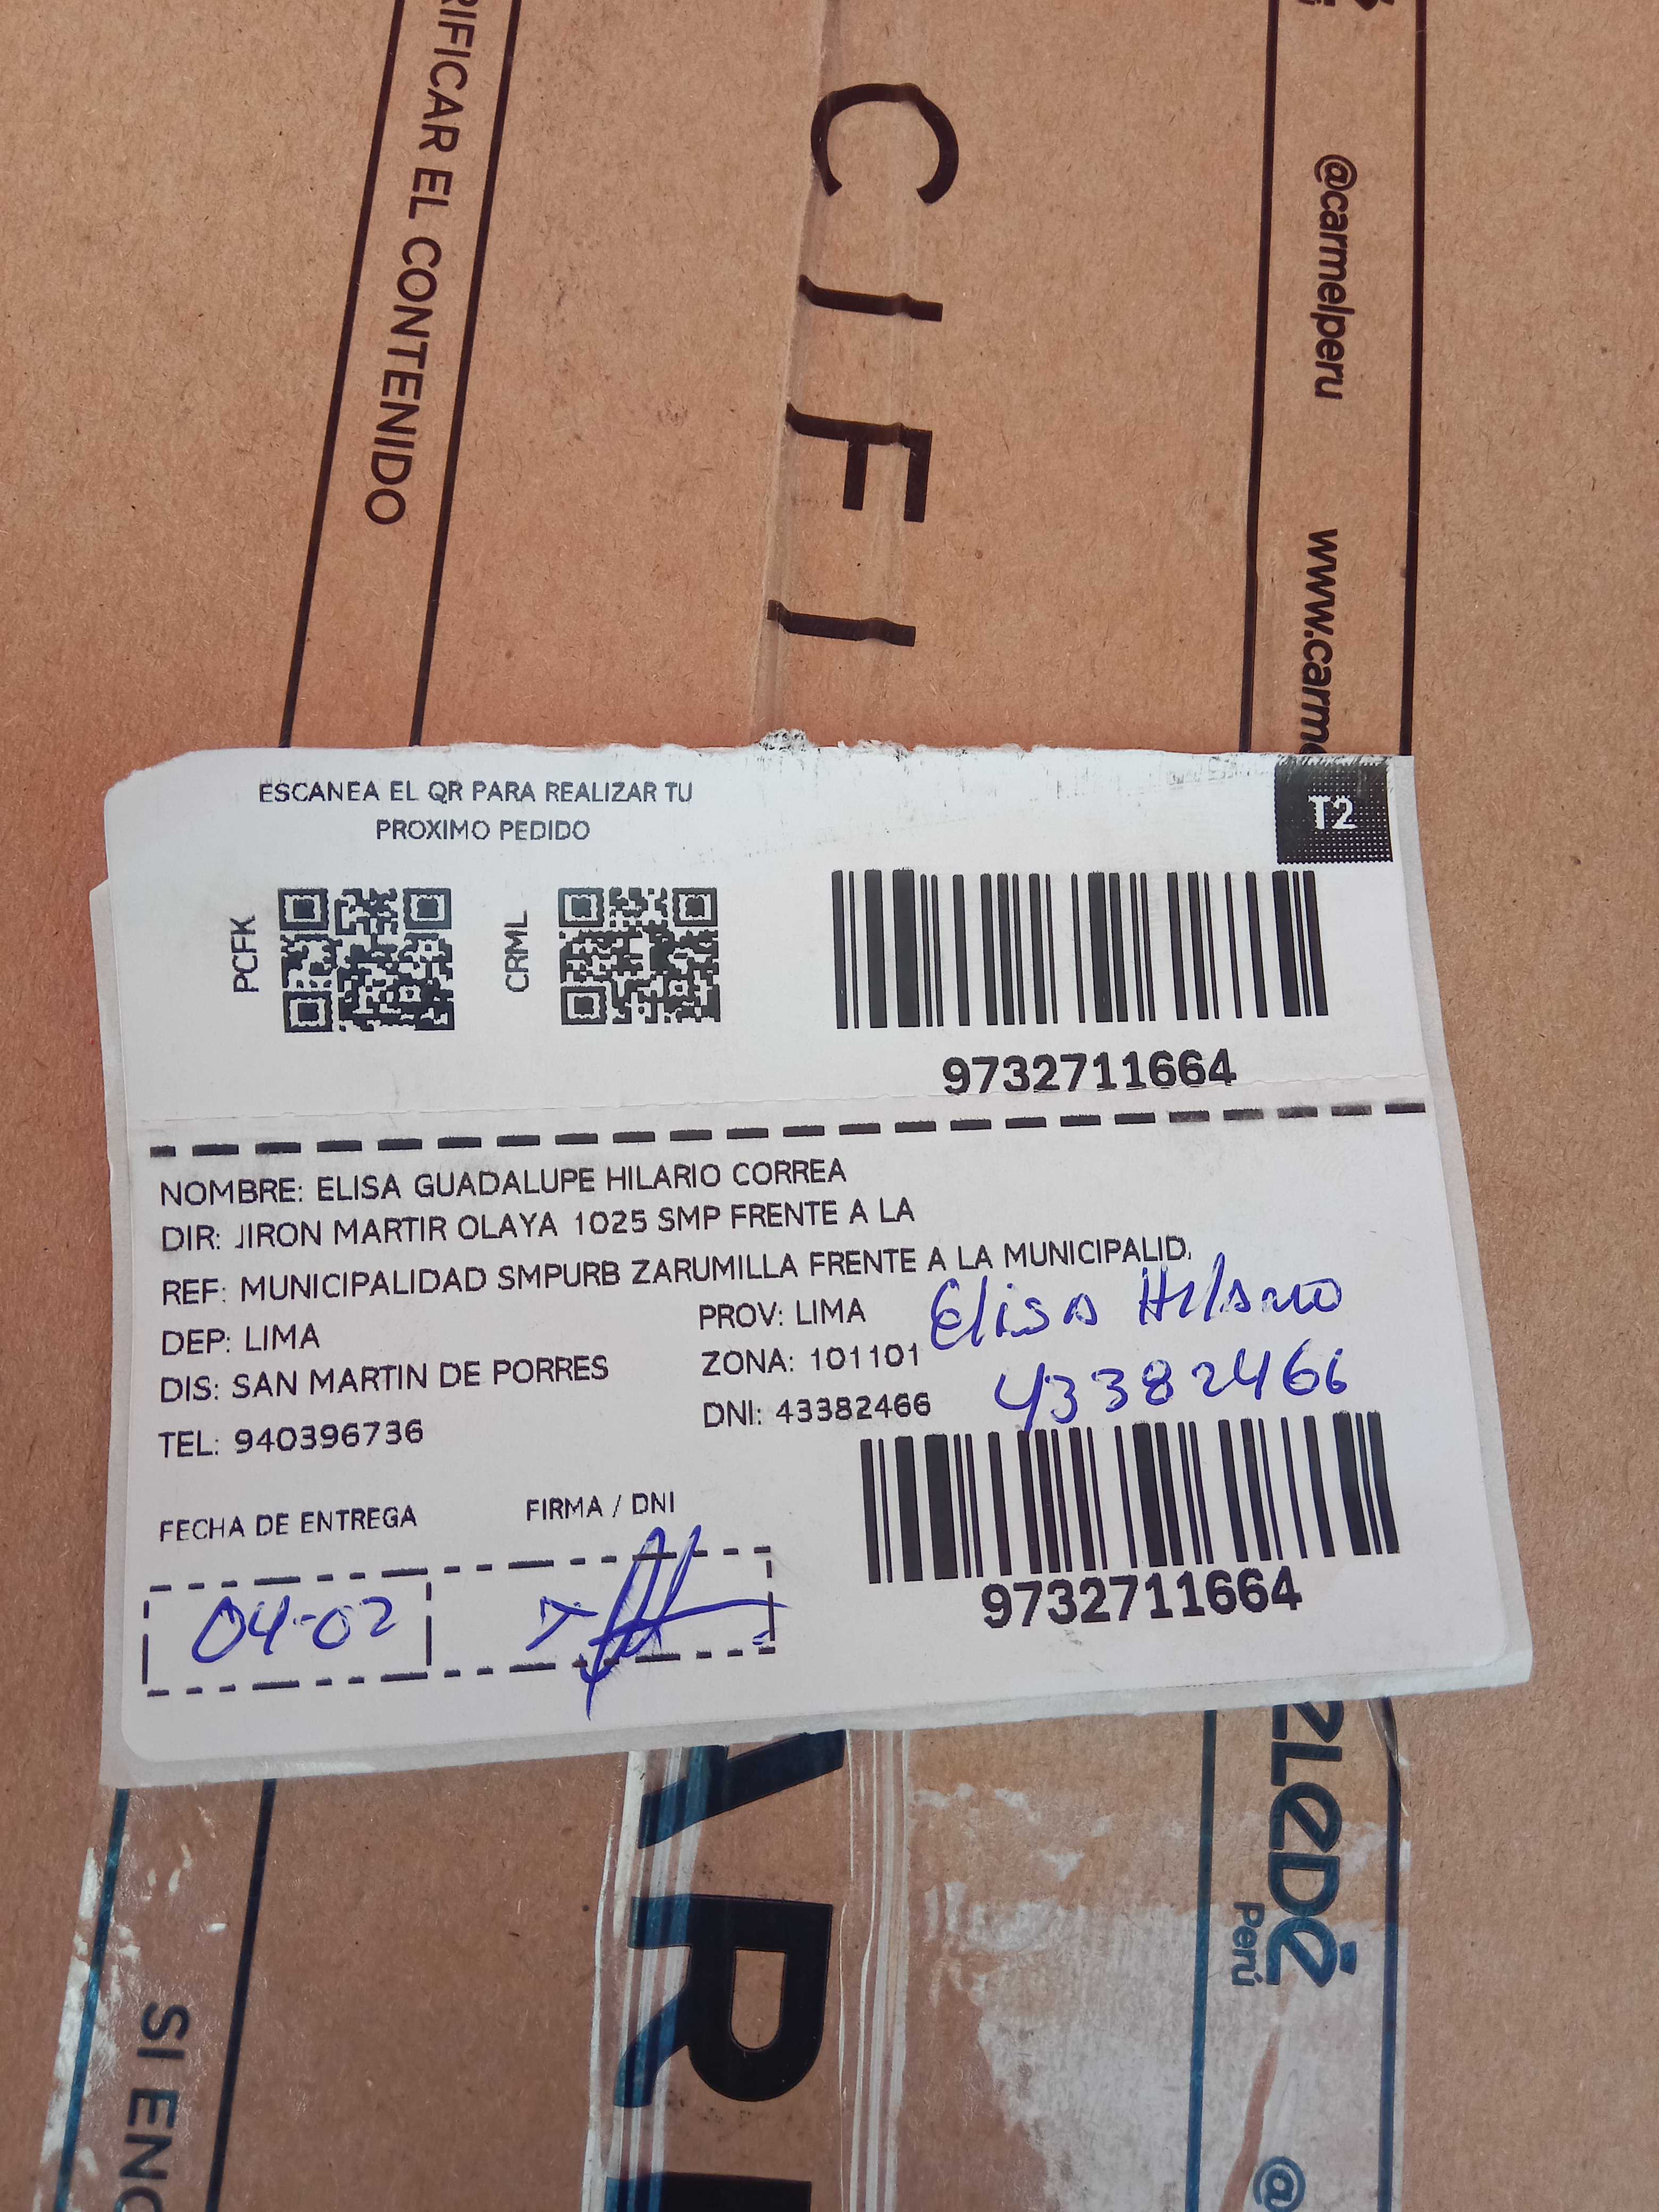 RIFICAR EL CONTENIDO
CIFI
@carmelperu
www.carme
ESCANEA EL QR PARA REALIZAR TU
PROXIMO PEDIDO
T2
PCFK
CRML
9732711664
NOMBRE: ELISA GUADALUPE HILARIO CORREA
DIR: JIRON MARTIR OLAYA 1025 SMP FRENTE A LA
REF: MUNICIPALIDAD SMPURB ZARUMILLA FRENTE A LA MUNICIPALID
DEP: LIMA
PROV: LIMA
Elisa Hilario
DIS: SAN MARTIN DE PORRES
ZONA: 101101
43382466
TEL: 940396736
DNI: 43382466
FECHA DE ENTREGA
FIRMA / DNI
04-02
9732711664
AR
Perú
SI ENC
@